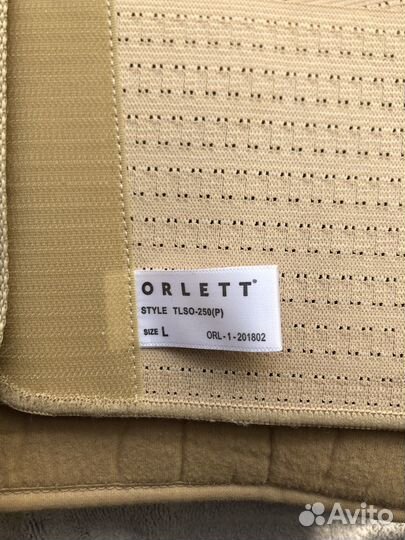 ORLETT®
STYLE TLSO-250(P)
SIZE L ORL-1-201802
Avito